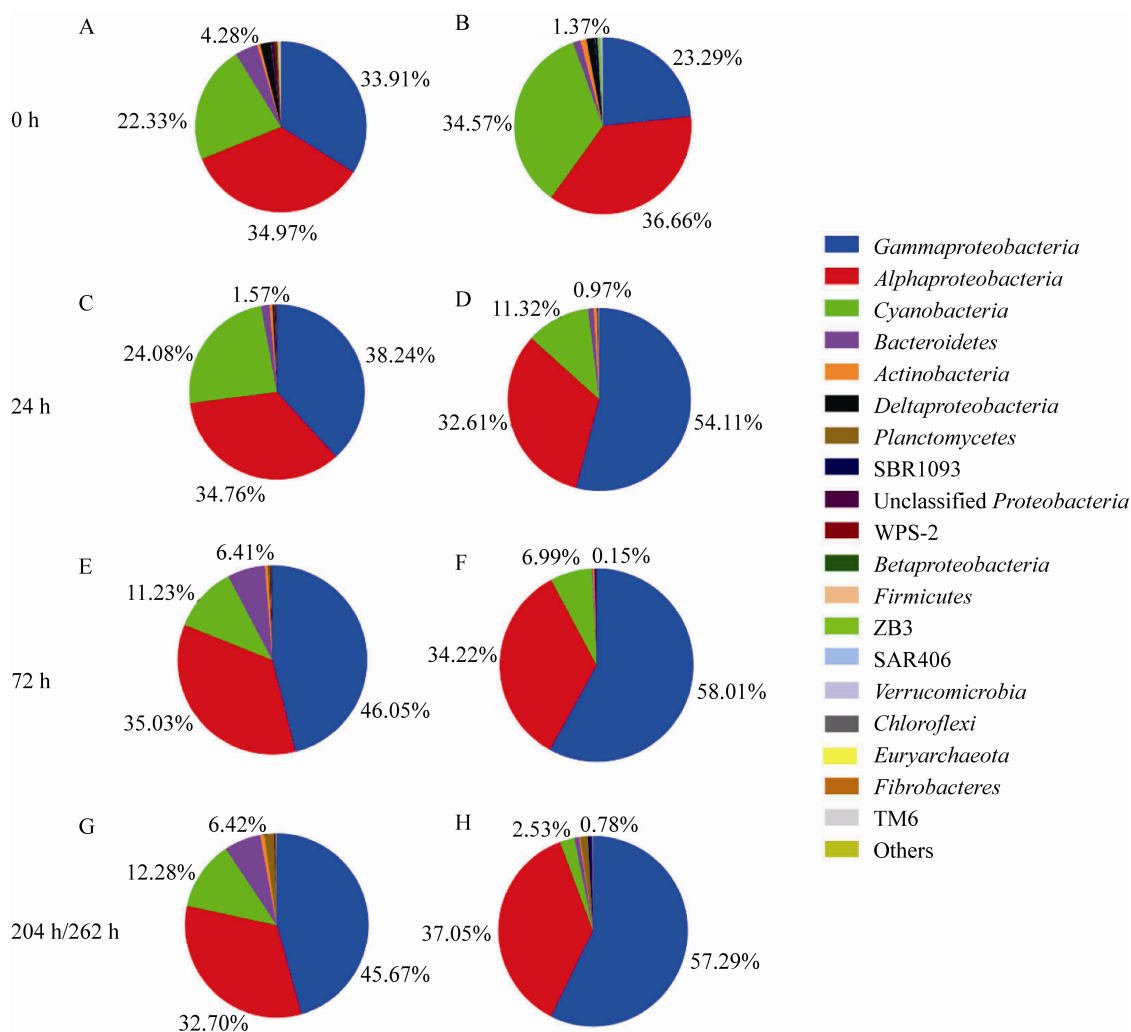 A
4.28%
33.91%
22.33%
34.97%
B
1.37%
23.29%
34.57%
36.66%
0 h
C
1.57%
38.24%
24.08%
34.76%
D
0.97%
11.32%
32.61%
54.11%
24 h
E
6.41%
11.23%
35.03%
46.05%
F
6.99%
0.15%
34.22%
58.01%
72 h
G
6.42%
12.28%
45.67%
32.70%
H
2.53%
0.78%
37.05%
57.29%
204 h/262 h
Gammaproteobacteria
Alphaproteobacteria
Cyanobacteria
Bacteroidetes
Actinobacteria
Deltaproteobacteria
Planctomycetes
SBR1093
Unclassified Proteobacteria
WPS-2
Betaproteobacteria
Firmicutes
ZB3
SAR406
Verrucomicrobia
Chloroflexi
Euryarchaeota
Fibrobacteres
TM6
Others